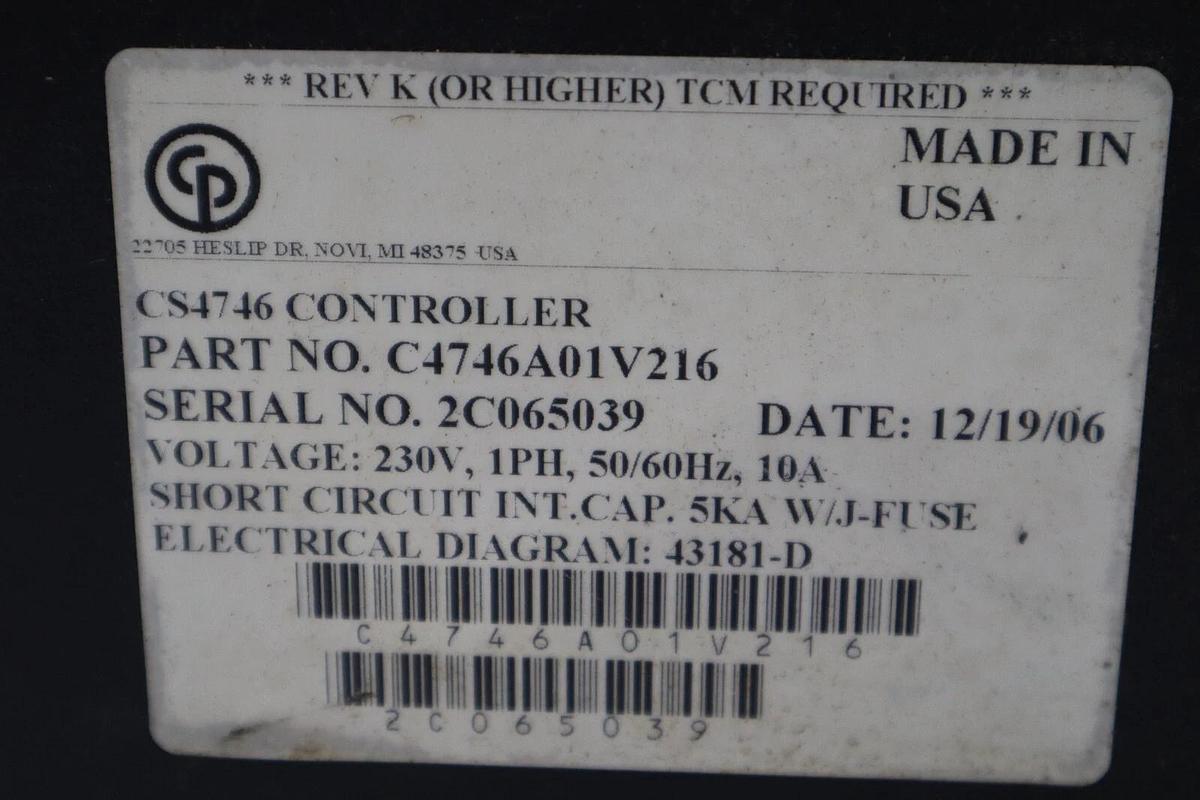 *** REV K (OR HIGHER) TCM REQUIRED ***
CP
MADE IN
USA
22705 HESLIP DR, NOVI, MI 48375 USA
CS4746 CONTROLLER
PART NO. C4746A01V216
SERIAL NO. 2C065039 DATE: 12/19/06
VOLTAGE: 230V, 1PH, 50/60Hz, 10A
SHORT CIRCUIT INT.CAP. 5KA W/J-FUSE
ELECTRICAL DIAGRAM: 43181-D
C4746A01V216
2C065039